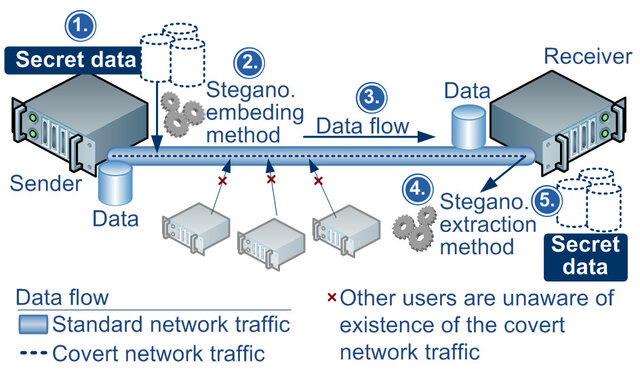 1.
Secret data
2.
Stegano.
embeding
method
3.
Data flow
Receiver
Data
Sender
Data
4.
Stegano.
extraction
method
5.
Secret
data
Data flow
Standard network traffic
Covert network traffic
×Other users are unaware of
existence of the covert
network traffic